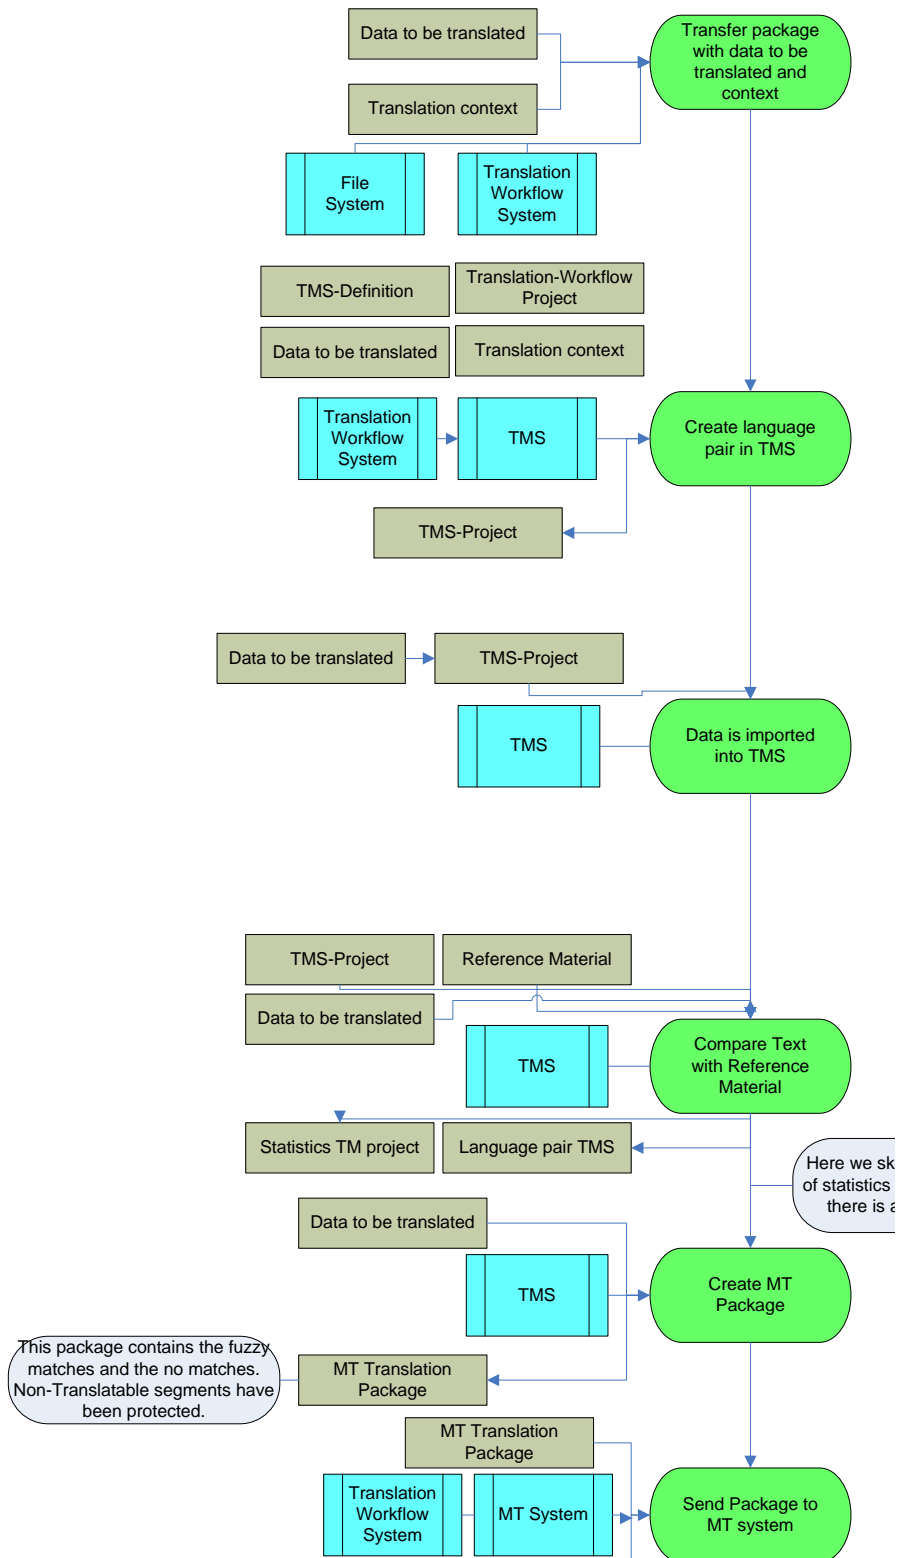 Data to be translated
Transfer package
with data to be
translated and
context
Translation context
File
System
Translation
Workflow
System
TMS-Definition
Translation-Workflow
Project
Data to be translated
Translation context
Translation
Workflow
System
TMS
Create language
pair in TMS
TMS-Project
Data to be translated
TMS-Project
TMS
Data is imported
into TMS
TMS-Project
Reference Material
Data to be translated
TMS
Compare Text
with Reference
Material
Statistics TM project
Language pair TMS
Here we sk
of statistics
there is a
Data to be translated
TMS
Create MT
Package
This package contains the fuzzy
matches and the no matches.
Non-Translatable segments have
been protected.
MT Translation
Package
MT Translation
Package
Translation
Workflow
System
MT System
Send Package to
MT system